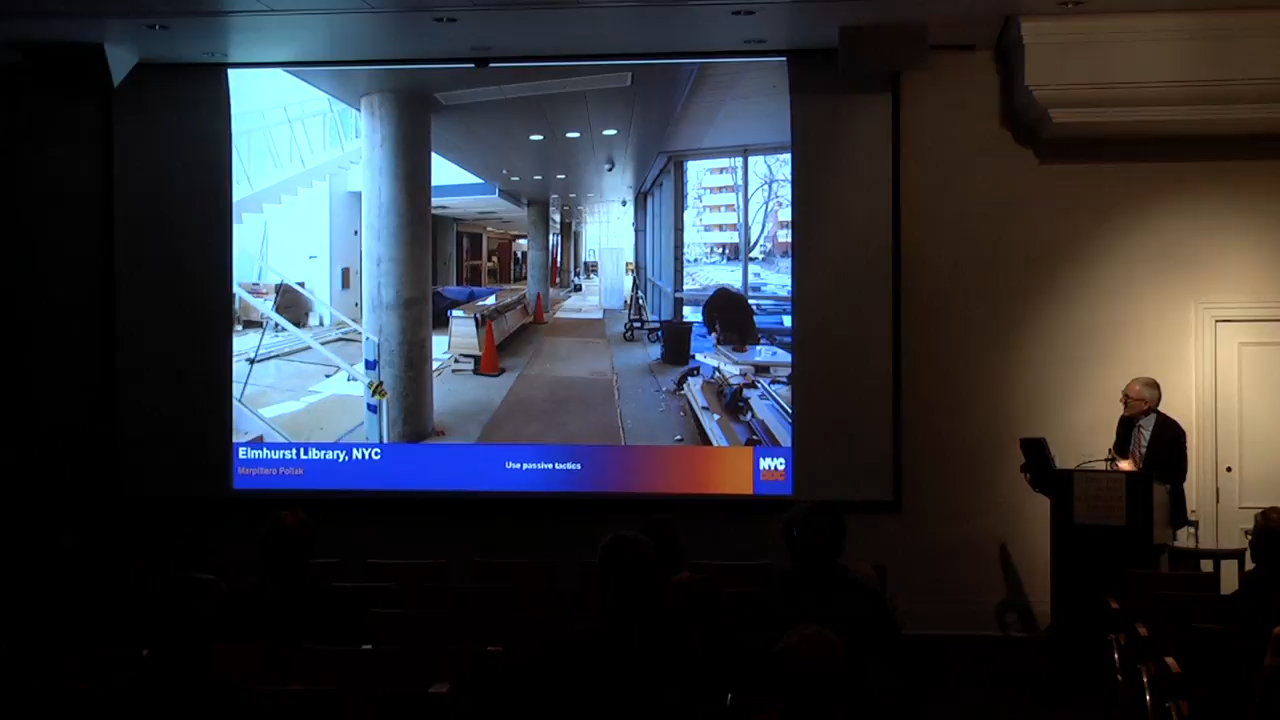 Elmhurst Library, NYC
Marpillero Pollak
Use passive tactics
NYC
DDC